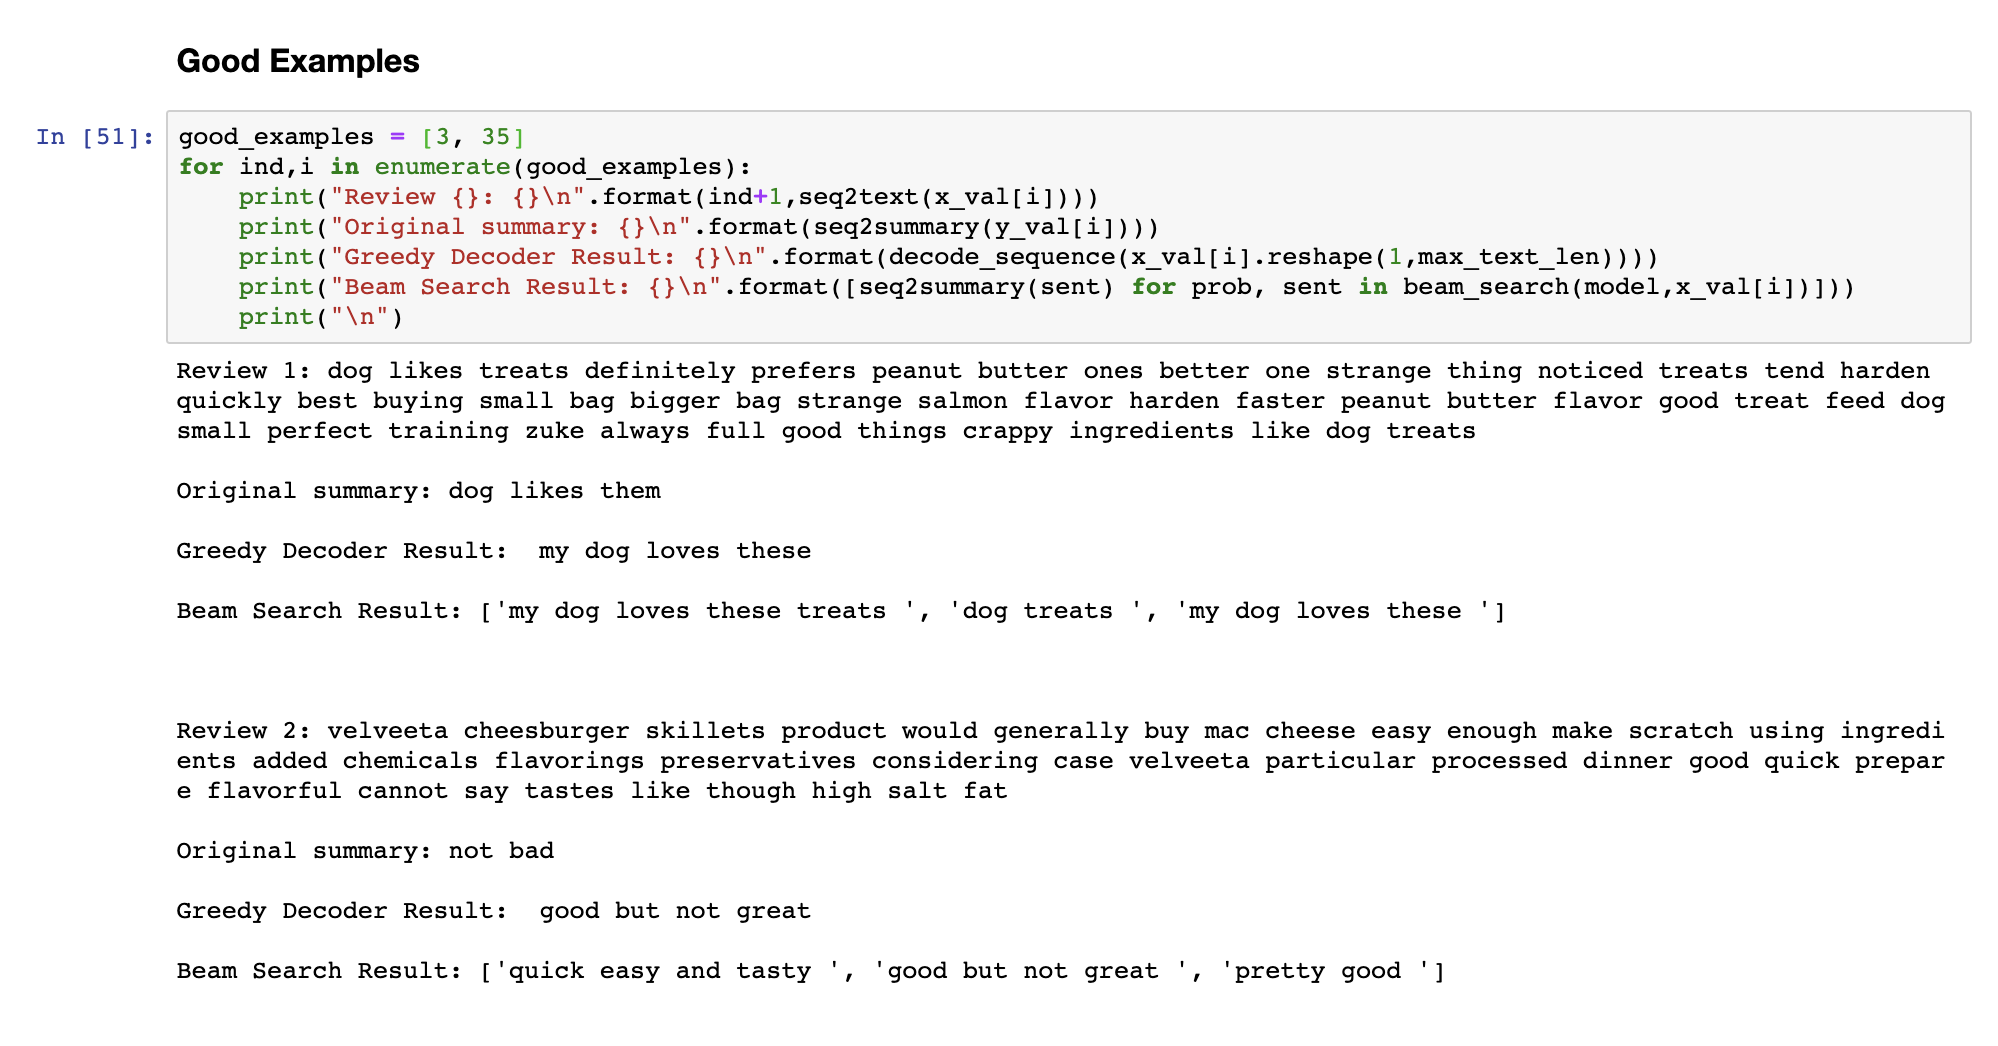 Good Examples
In [51]:
good_examples = [3, 35]
for ind,i in enumerate(good_examples):
    print("Review {}: {}\n".format(ind+1,seq2text(x_val[i])))
    print("Original summary: {}\n".format(seq2summary(y_val[i])))
    print("Greedy Decoder Result: {}\n".format(decode_sequence(x_val[i].reshape(1,max_text_len))))
    print("Beam Search Result: {}\n".format([seq2summary(sent) for prob, sent in beam_search(model,x_val[i])]))
    print("\n")
Review 1: dog likes treats definitely prefers peanut butter ones better one strange thing noticed treats tend harden
quickly best buying small bag bigger bag strange salmon flavor harden faster peanut butter flavor good treat feed dog
small perfect training zuke always full good things crappy ingredients like dog treats
Original summary: dog likes them
Greedy Decoder Result:  my dog loves these
Beam Search Result: ['my dog loves these treats ', 'dog treats ', 'my dog loves these ']
Review 2: velveeta cheesburger skillets product would generally buy mac cheese easy enough make scratch using ingredi
ents added chemicals flavorings preservatives considering case velveeta particular processed dinner good quick prepar
e flavorful cannot say tastes like though high salt fat
Original summary: not bad
Greedy Decoder Result:  good but not great
Beam Search Result: ['quick easy and tasty ', 'good but not great ', 'pretty good ']